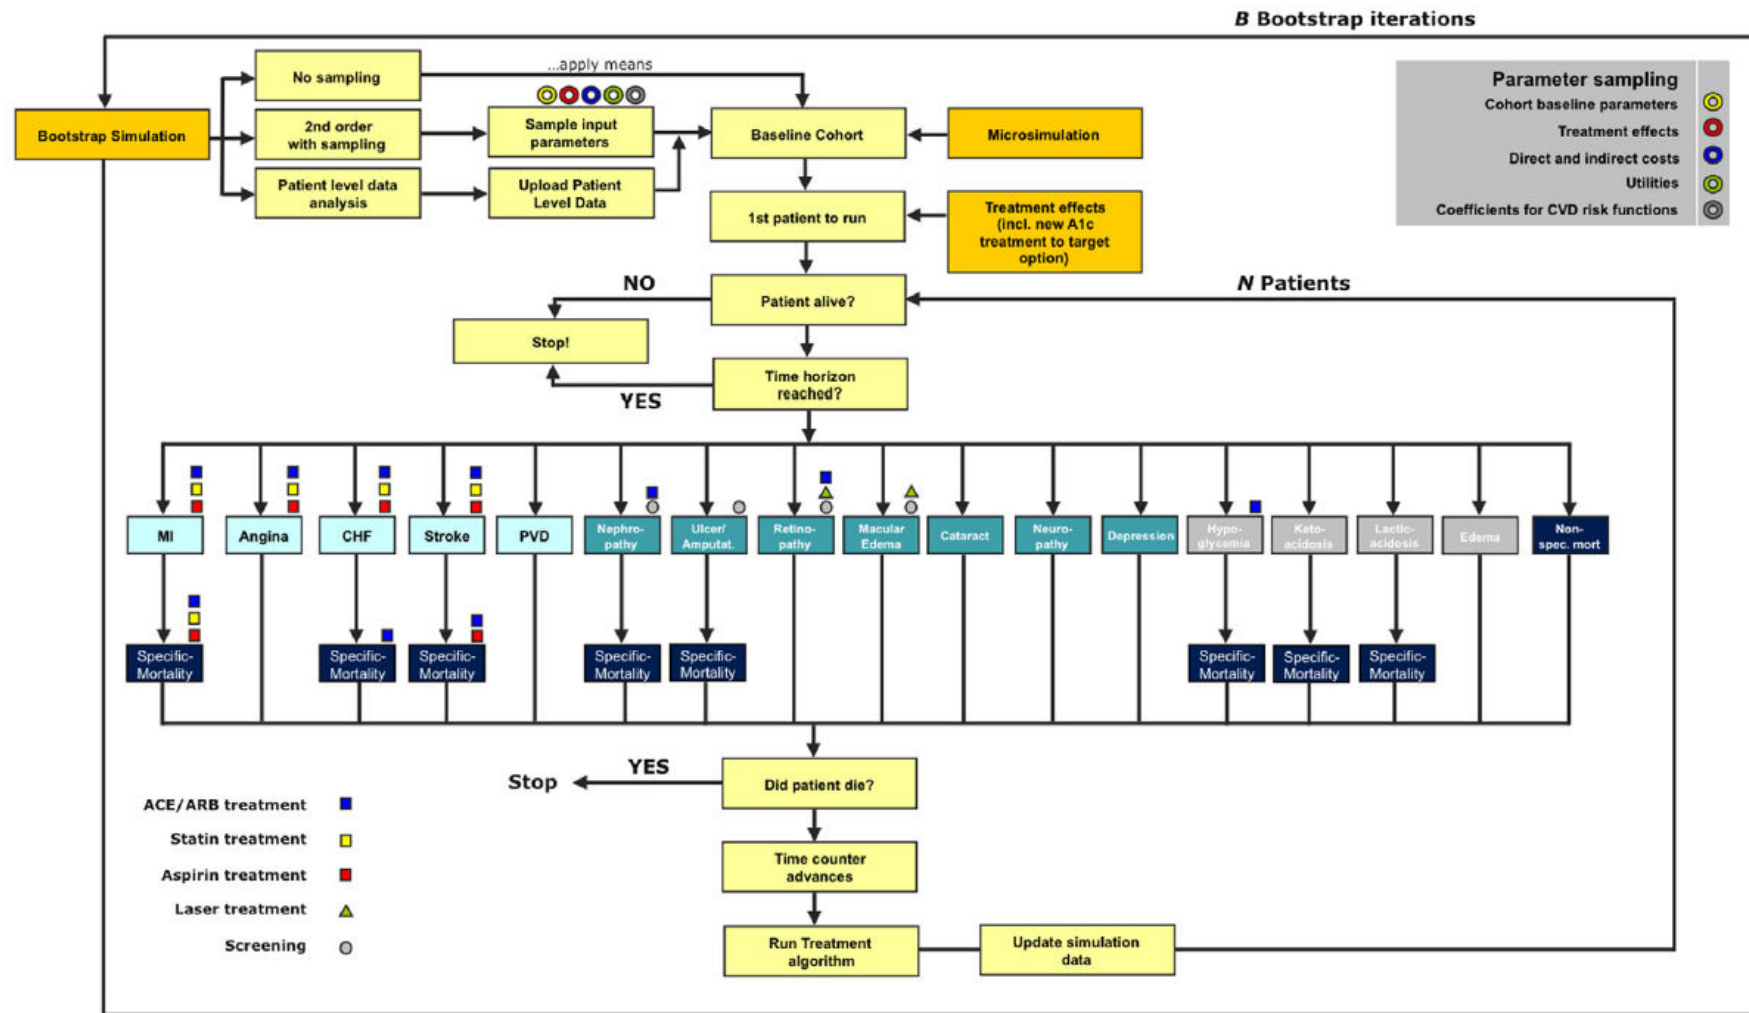 B Bootstrap iterations
No sampling
...apply means
Parameter sampling
Cohort baseline parameters
Treatment effects
Direct and indirect costs
Utilities
Coefficients for CVD risk functions
Bootstrap Simulation
2nd order
with sampling
Sample input
parameters
Baseline Cohort
Microsimulation
Patient level data
analysis
Upload Patient
Level Data
1st patient to run
Treatment effects
(incl. new A1c
treatment to target
option)
NO
Patient alive?
N Patients
Stop!
Time horizon
reached?
YES
MI
Angina
CHF
Stroke
PVD
Nephro-
pathy
Ulcer/
Amputat.
Retino-
pathy
Macular
Edema
Cataract
Neuro-
pathy
Depression
Hypo-
glycemia
Keto-
acidosis
Lactic-
acidosis
Edema
Non-
spec. mort
Specific-
Mortality
Specific-
Mortality
Specific-
Mortality
Specific-
Mortality
Specific-
Mortality
Specific-
Mortality
Specific-
Mortality
Specific-
Mortality
Stop
YES
Did patient die?
Time counter
advances
Run Treatment
algorithm
Update simulation
data
ACE/ARB treatment
Statin treatment
Aspirin treatment
Laser treatment
Screening